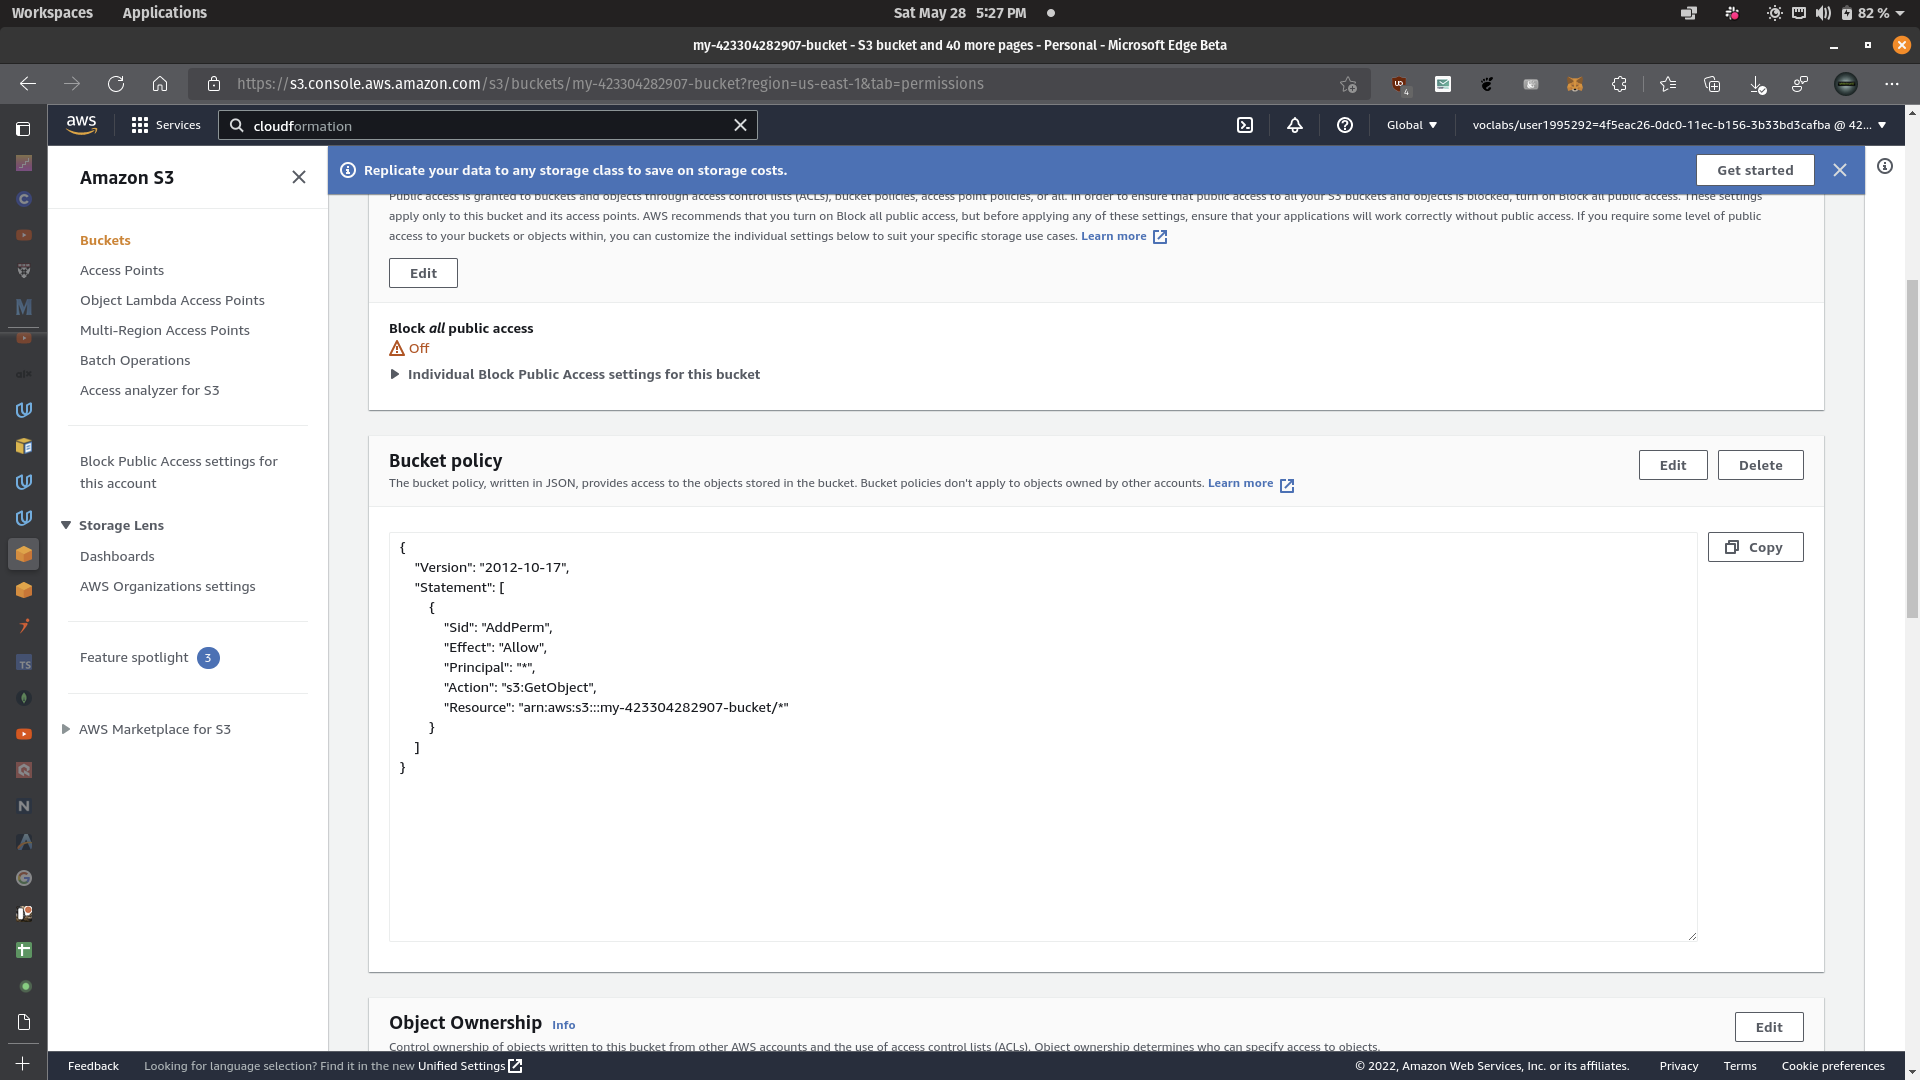 Workspaces Applications Sat May 28 5:27 PM 82 %
my-423304282907-bucket - S3 bucket and 40 more pages - Personal - Microsoft Edge Beta
https://s3.console.aws.amazon.com/s3/buckets/my-423304282907-bucket?region=us-east-1&tab=permissions
aws Services cloudformation Global voclabs/user1995292=4f5eac26-0dc0-11ec-b156-3b33bd3cafba @ 42...
Replicate your data to any storage class to save on storage costs. Get started
Amazon S3
Buckets
Access Points
Object Lambda Access Points
Multi-Region Access Points
Batch Operations
Access analyzer for S3
Block Public Access settings for
this account
Storage Lens
Dashboards
AWS Organizations settings
Feature spotlight 3
AWS Marketplace for S3
Public access is granted to buckets and objects through access control lists (ACLs), bucket policies, access point policies, or all. In order to ensure that public access to all your S3 buckets and objects is blocked, turn on Block all public access. These settings
apply only to this bucket and its access points. AWS recommends that you turn on Block all public access, but before applying any of these settings, ensure that your applications will work correctly without public access. If you require some level of public
access to your buckets or objects within, you can customize the individual settings below to suit your specific storage use cases. Learn more
Edit
Block all public access
Off
Individual Block Public Access settings for this bucket
Bucket policy
Edit Delete
The bucket policy, written in JSON, provides access to the objects stored in the bucket. Bucket policies don't apply to objects owned by other accounts. Learn more
Copy
{
"Version": "2012-10-17",
"Statement": [
{
"Sid": "AddPerm",
"Effect": "Allow",
"Principal": "*",
"Action": "s3:GetObject",
"Resource": "arn:aws:s3:::my-423304282907-bucket/*"
}
]
}
Object Ownership Info
Edit
Control ownership of objects written to this bucket from other AWS accounts and the use of access control lists (ACLs). Object ownership determines who can specify access to objects.
Feedback Looking for language selection? Find it in the new Unified Settings © 2022, Amazon Web Services, Inc. or its affiliates. Privacy Terms Cookie preferences